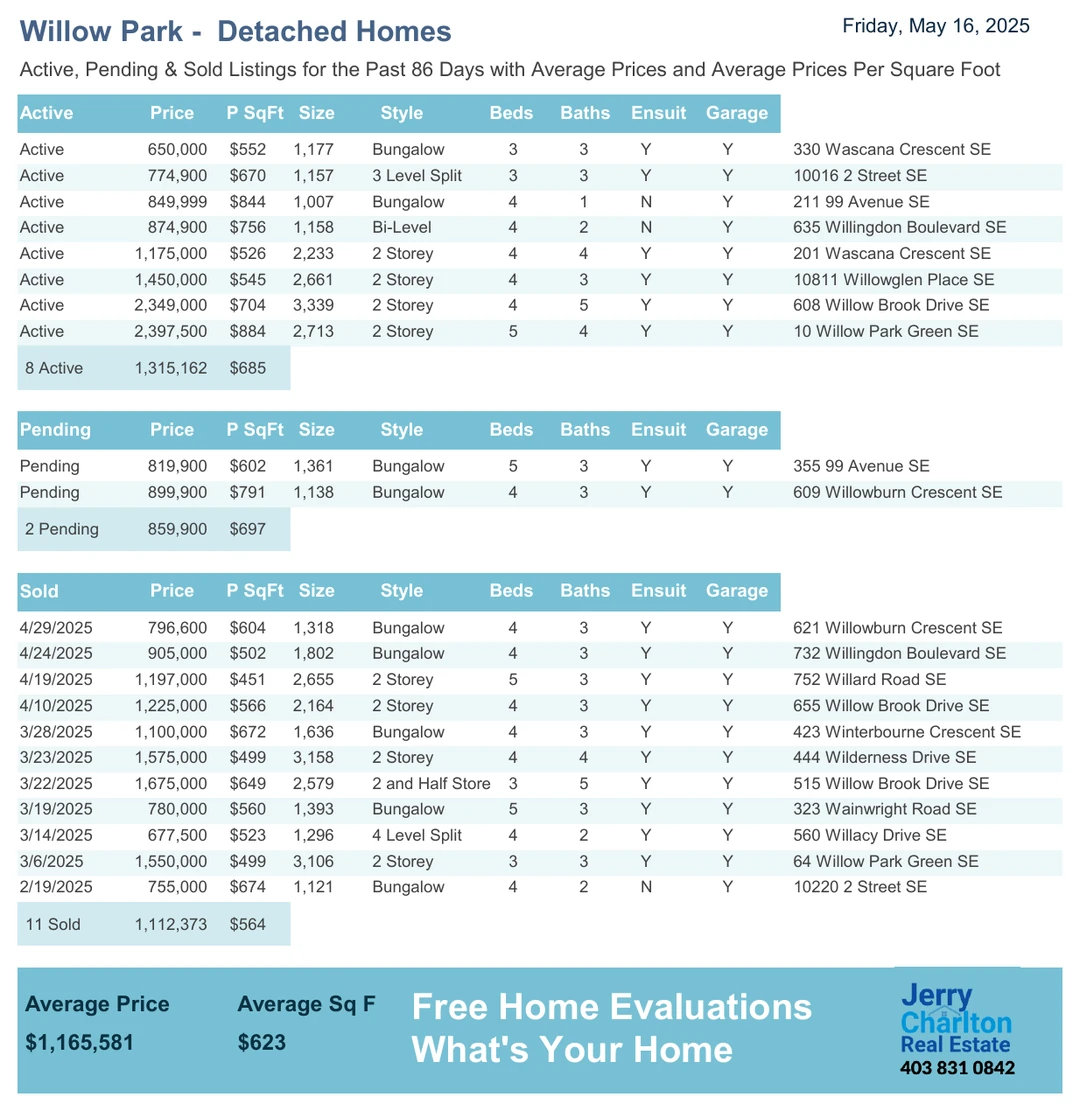 Willow Park - Detached Homes
Friday, May 16, 2025
Active, Pending & Sold Listings for the Past 86 Days with Average Prices and Average Prices Per Square Foot
Active Price P SqFt Size Style Beds Baths Ensuit Garage
Active 650,000 $552 1,177 Bungalow 3 3 Y Y 330 Wascana Crescent SE
Active 774,900 $670 1,157 3 Level Split 3 3 Y Y 10016 2 Street SE
Active 849,999 $844 1,007 Bungalow 4 1 N Y 211 99 Avenue SE
Active 874,900 $756 1,158 Bi-Level 4 2 N Y 635 Willingdon Boulevard SE
Active 1,175,000 $526 2,233 2 Storey 4 4 Y Y 201 Wascana Crescent SE
Active 1,450,000 $545 2,661 2 Storey 4 3 Y Y 10811 Willowglen Place SE
Active 2,349,000 $704 3,339 2 Storey 4 5 Y Y 608 Willow Brook Drive SE
Active 2,397,500 $884 2,713 2 Storey 5 4 Y Y 10 Willow Park Green SE
8 Active 1,315,162 $685
Pending Price P SqFt Size Style Beds Baths Ensuit Garage
Pending 819,900 $602 1,361 Bungalow 5 3 Y Y 355 99 Avenue SE
Pending 899,900 $791 1,138 Bungalow 4 3 Y Y 609 Willowburn Crescent SE
2 Pending 859,900 $697
Sold Price P SqFt Size Style Beds Baths Ensuit Garage
4/29/2025 796,600 $604 1,318 Bungalow 4 3 Y Y 621 Willowburn Crescent SE
4/24/2025 905,000 $502 1,802 Bungalow 4 3 Y Y 732 Willingdon Boulevard SE
4/19/2025 1,197,000 $451 2,655 2 Storey 5 3 Y Y 752 Willard Road SE
4/10/2025 1,225,000 $566 2,164 2 Storey 4 3 Y Y 655 Willow Brook Drive SE
3/28/2025 1,100,000 $672 1,636 Bungalow 4 3 Y Y 423 Winterbourne Crescent SE
3/23/2025 1,575,000 $499 3,158 2 Storey 4 4 Y Y 444 Wilderness Drive SE
3/22/2025 1,675,000 $649 2,579 2 and Half Store 3 5 Y Y 515 Willow Brook Drive SE
3/19/2025 780,000 $560 1,393 Bungalow 5 3 Y Y 323 Wainwright Road SE
3/14/2025 677,500 $523 1,296 4 Level Split 4 2 Y Y 560 Willacy Drive SE
3/6/2025 1,550,000 $499 3,106 2 Storey 3 3 Y Y 64 Willow Park Green SE
2/19/2025 755,000 $674 1,121 Bungalow 4 2 N Y 10220 2 Street SE
11 Sold 1,112,373 $564
Average Price Average Sq F
$1,165,581 $623
Free Home Evaluations
What's Your Home
Jerry
Charlton
Real Estate
403 831 0842